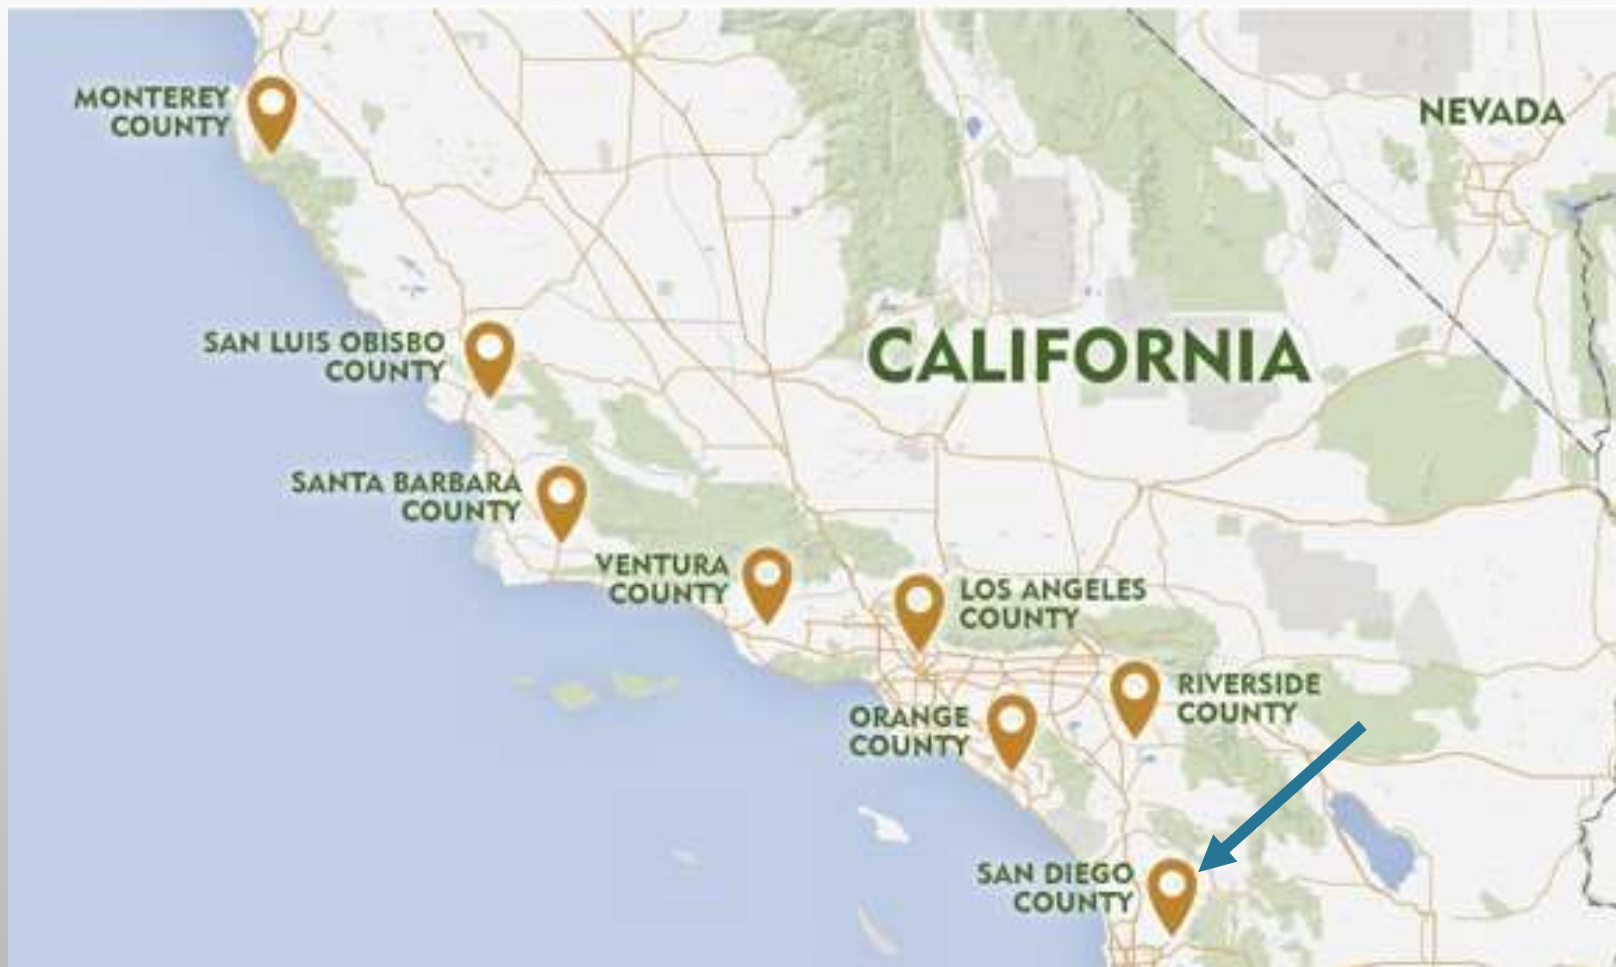 MONTEREY
COUNTY
NEVADA
SAN LUIS OBISBO
COUNTY
CALIFORNIA
SANTA BARBARA
COUNTY
VENTURA
COUNTY
LOS ANGELES
COUNTY
RIVERSIDE
COUNTY
ORANGE
COUNTY
SAN DIEGO
COUNTY